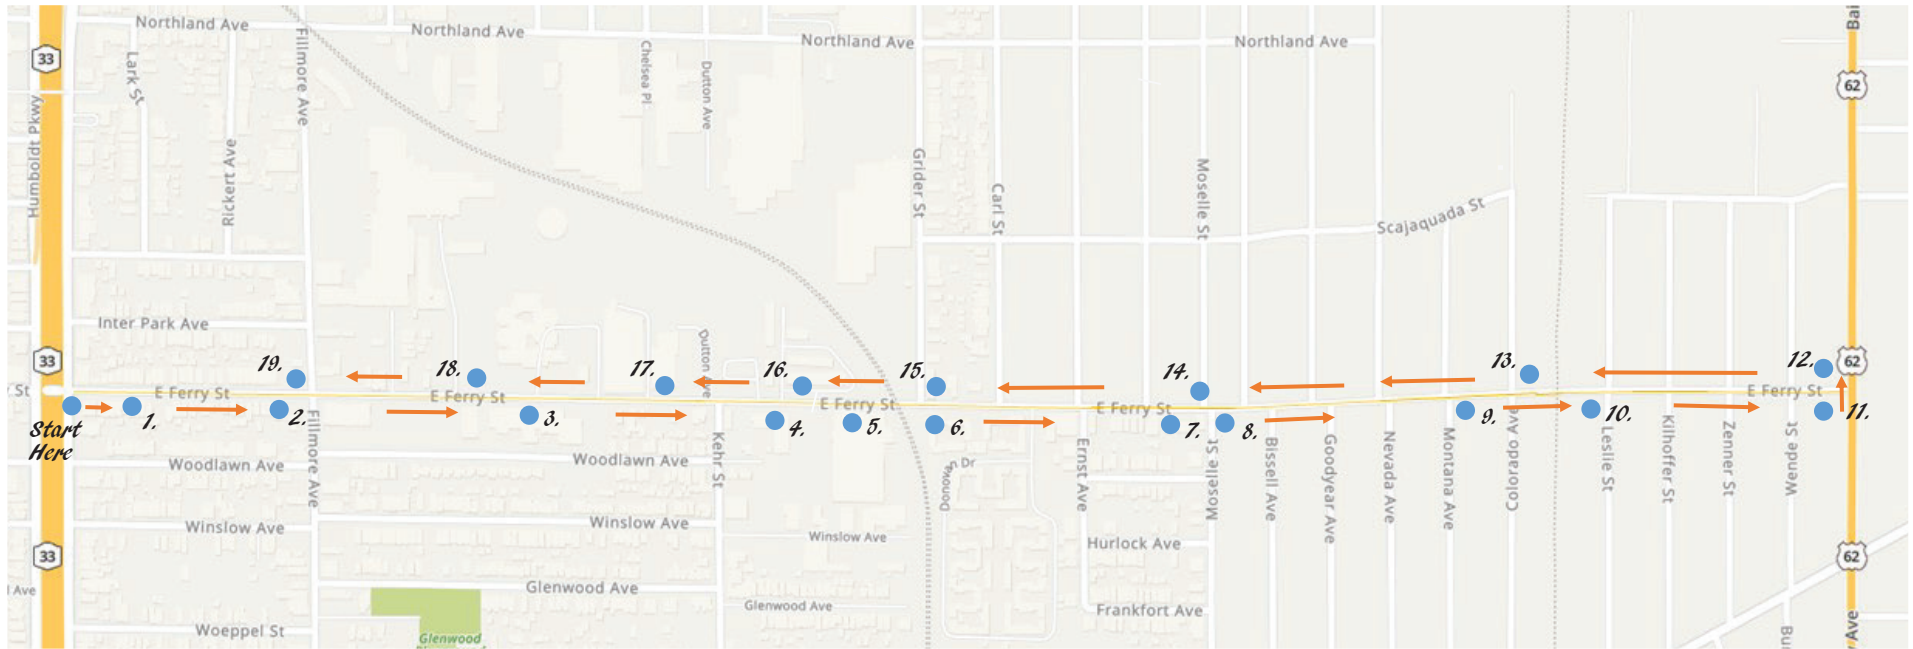 Northland Ave
Northland Ave
Northland Ave
Northland Ave
33
Lark St
Fillmore Ave
Chelsea Pl
Dutton Ave
62
Humboldt Pkwy
Rickert Ave
Grider St
Carl St
Moselle St
Scajaquada St
Inter Park Ave
33
19.
18.
17.
Dutton Ave
16.
15.
14.
13.
12.
62
St
E Ferry St
E Ferry St
E Ferry St
E Ferry St
E Ferry St
Start
Here
1.
2.
3.
4.
5.
6.
7.
8.
9.
10.
11.
Fillmore Ave
Kehr St
Donovan Dr
Ernst Ave
Moselle St
Bissell Ave
Goodyear Ave
Nevada Ave
Montana Ave
Colorado Ave
Leslie St
Kilhoffer St
Zenner St
Wende St
Woodlawn Ave
Woodlawn Ave
Winslow Ave
Winslow Ave
Winslow Ave
Hurlock Ave
33
62
Ave
Glenwood Ave
Glenwood Ave
Frankfort Ave
Woeppel St
Glenwood
Bu
Ave